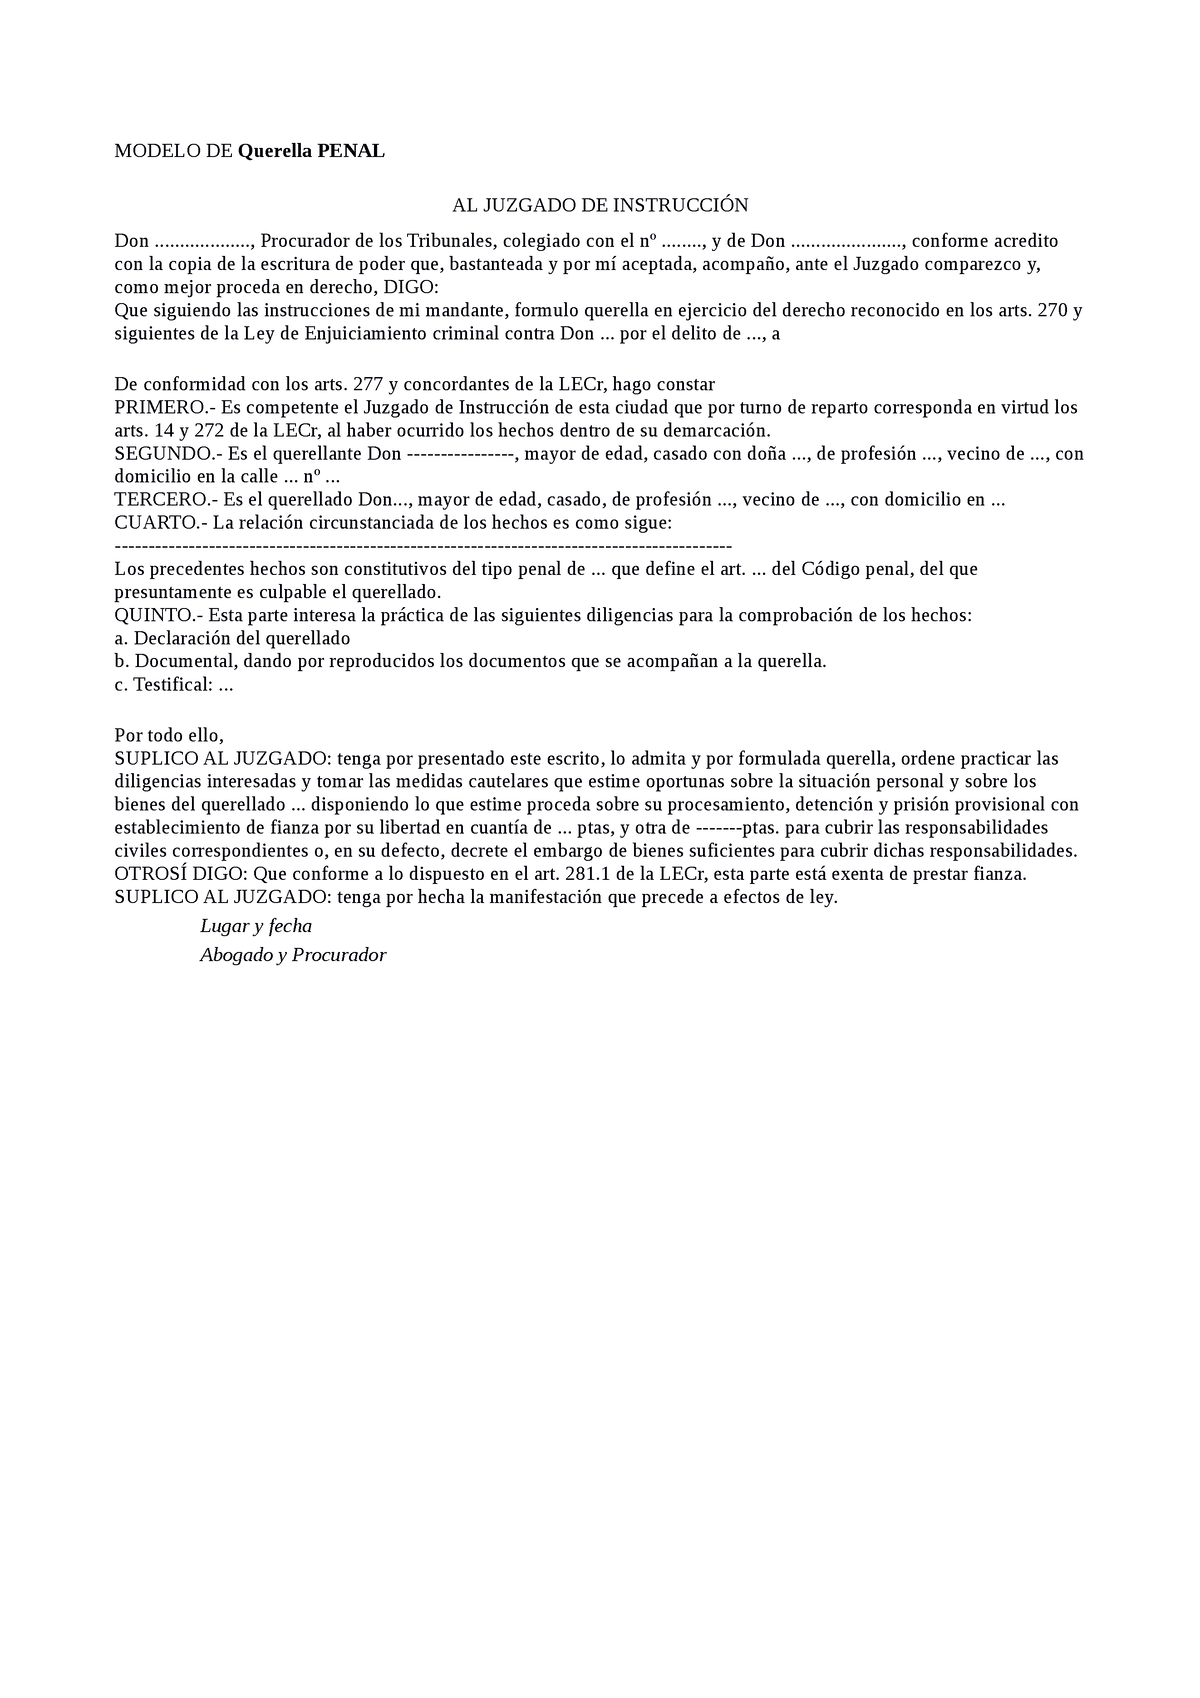 MODELO DE Querella PENAL
AL JUZGADO DE INSTRUCCIÓN
Don ..................., Procurador de los Tribunales, colegiado con el nº ........, y de Don ......................, conforme acredito
con la copia de la escritura de poder que, bastanteada y por mí aceptada, acompaño, ante el Juzgado comparezco y,
como mejor proceda en derecho, DIGO:
Que siguiendo las instrucciones de mi mandante, formulo querella en ejercicio del derecho reconocido en los arts. 270 y
siguientes de la Ley de Enjuiciamiento criminal contra Don ... por el delito de ..., a
De conformidad con los arts. 277 y concordantes de la LECr, hago constar
PRIMERO.- Es competente el Juzgado de Instrucción de esta ciudad que por turno de reparto corresponda en virtud los
arts. 14 y 272 de la LECr, al haber ocurrido los hechos dentro de su demarcación.
SEGUNDO.- Es el querellante Don ----------------, mayor de edad, casado con doña ..., de profesión ..., vecino de ..., con
domicilio en la calle ... nº ...
TERCERO.- Es el querellado Don..., mayor de edad, casado, de profesión ..., vecino de ..., con domicilio en ...
CUARTO.- La relación circunstanciada de los hechos es como sigue:
--------------------------------------------------------------------------------------------
Los precedentes hechos son constitutivos del tipo penal de ... que define el art. ... del Código penal, del que
presuntamente es culpable el querellado.
QUINTO.- Esta parte interesa la práctica de las siguientes diligencias para la comprobación de los hechos:
a. Declaración del querellado
b. Documental, dando por reproducidos los documentos que se acompañan a la querella.
c. Testifical: ...
Por todo ello,
SUPLICO AL JUZGADO: tenga por presentado este escrito, lo admita y por formulada querella, ordene practicar las
diligencias interesadas y tomar las medidas cautelares que estime oportunas sobre la situación personal y sobre los
bienes del querellado ... disponiendo lo que estime proceda sobre su procesamiento, detención y prisión provisional con
establecimiento de fianza por su libertad en cuantía de ... ptas, y otra de -------ptas. para cubrir las responsabilidades
civiles correspondientes o, en su defecto, decrete el embargo de bienes suficientes para cubrir dichas responsabilidades.
OTROSÍ DIGO: Que conforme a lo dispuesto en el art. 281.1 de la LECr, esta parte está exenta de prestar fianza.
SUPLICO AL JUZGADO: tenga por hecha la manifestación que precede a efectos de ley.
Lugar y fecha
Abogado y Procurador